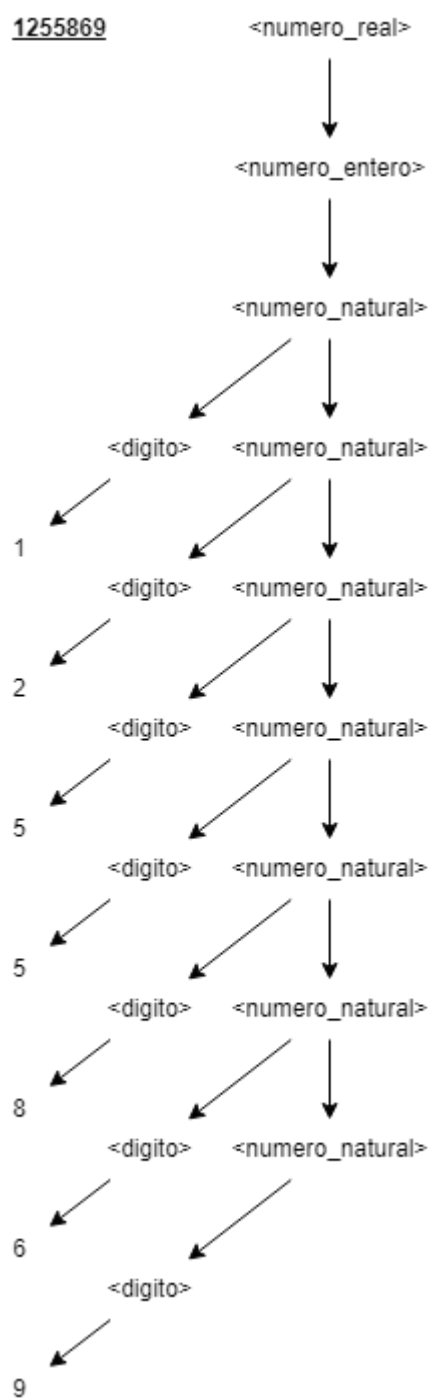 1255869 <numero_real>
<numero_entero>
<numero_natural>
<digito> <numero_natural>
1
<digito> <numero_natural>
2
<digito> <numero_natural>
5
<digito> <numero_natural>
5
<digito> <numero_natural>
8
<digito> <numero_natural>
6
<digito>
9